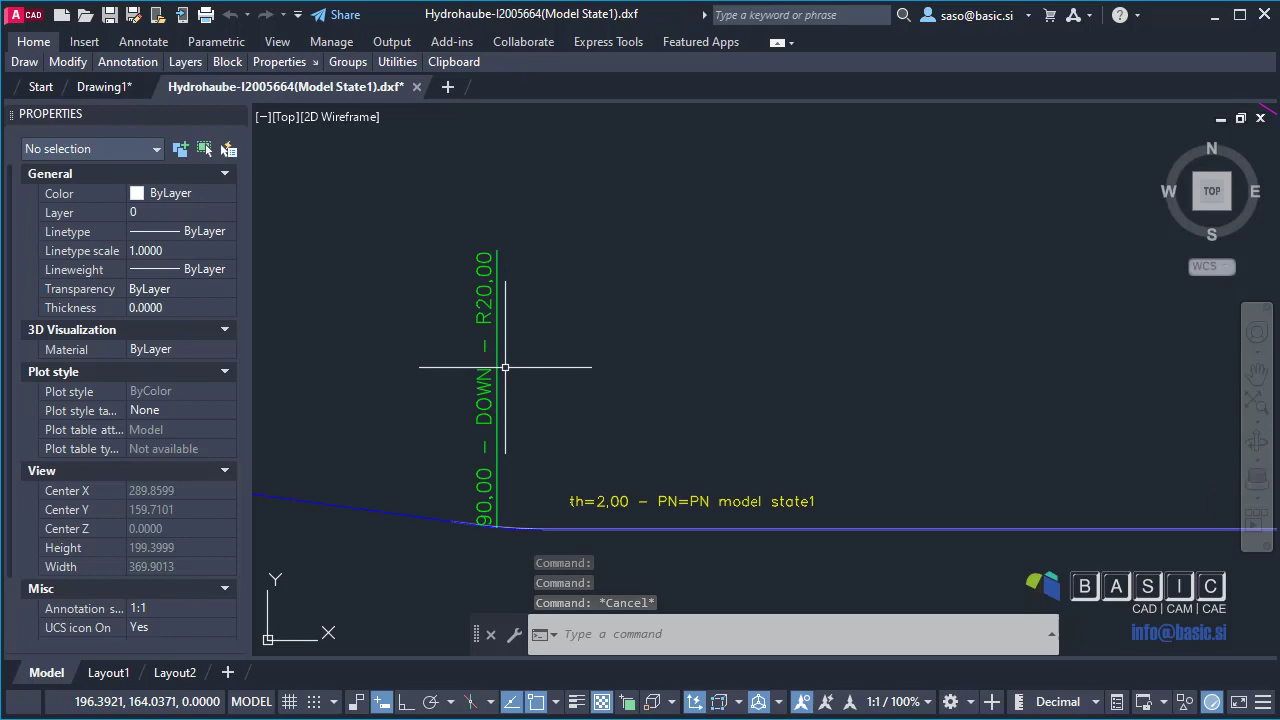 CAD
Share
Hydrohaube-I2005664(Model State1).dxf
Type a keyword or phrase
saso@basic.si
Home Insert Annotate Parametric View Manage Output Add-ins Collaborate Express Tools Featured Apps
Draw Modify Annotation Layers Block Properties Groups Utilities Clipboard
Start Drawing1* Hydrohaube-I2005664(Model State1).dxf*
PROPERTIES
[−][Top][2D Wireframe]
No selection
General
Color ByLayer
Layer 0
Linetype ByLayer
Linetype scale 1.0000
Lineweight ByLayer
Transparency ByLayer
Thickness 0.0000
3D Visualization
Material ByLayer
Plot style
Plot style ByColor
Plot style ta... None
Plot table att... Model
Plot table ty... Not available
View
Center X 289.8599
Center Y 159.7101
Center Z 0.0000
Height 199.3999
Width 369.9013
Misc
Annotation s... 1:1
UCS icon On Yes
N
W TOP E
S
WCS
90,00 - DOWN - R20,00
th=2,00 - PN=PN model state1
Y
X
Command:
Command:
Command: *Cancel*
Type a command
BASIC
CAD | CAM | CAE
info@basic.si
Model Layout1 Layout2
196.3921, 164.0371, 0.0000 MODEL 1:1 / 100% Decimal